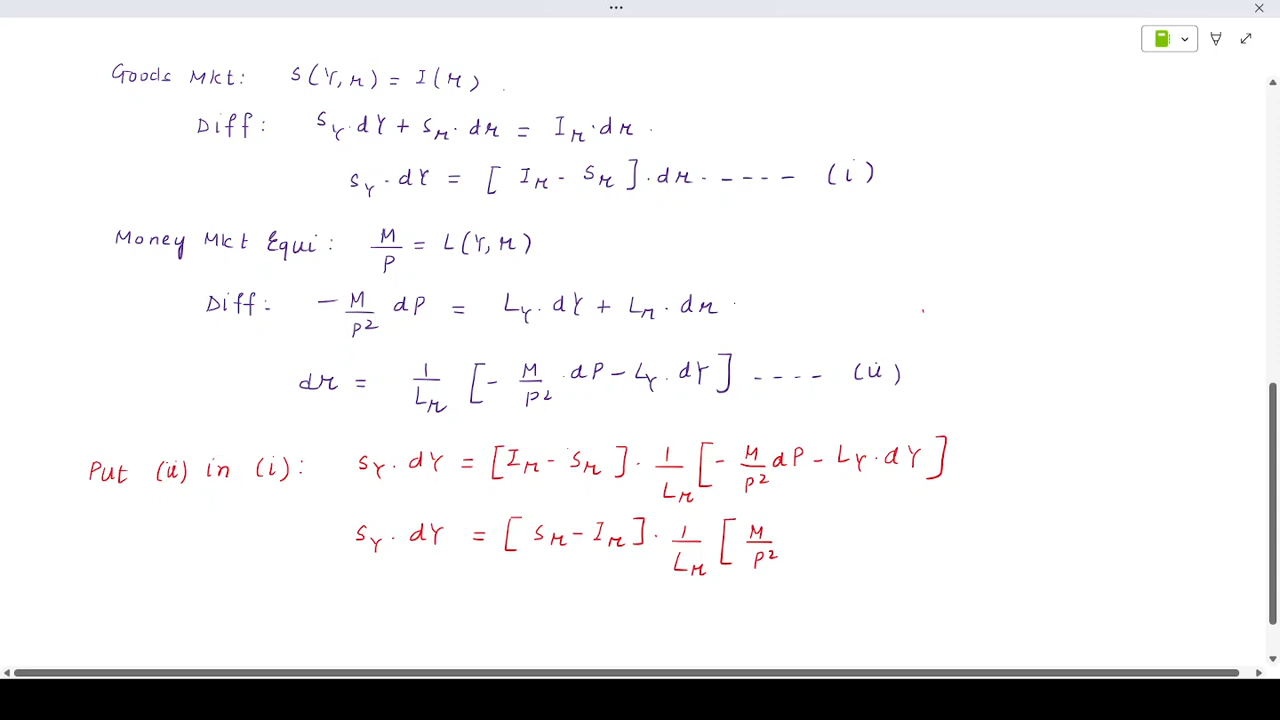 Goods Mkt: S(Y, r) = I(r)
Diff: S_Y · dY + S_r · dr = I_r · dr
S_Y · dY = [ I_r - S_r ] · dr - - - - - (i)
Money Mkt Equi: M/P = L(Y, r)
Diff: - M/P² dP = L_Y · dY + L_r · dr
dr = 1/L_r [ - M/P² · dP - L_Y · dY ] - - - - (ii)
Put (ii) in (i): S_Y · dY = [ I_r - S_r ] · 1/L_r [ - M/P² dP - L_Y · dY ]
S_Y · dY = [ S_r - I_r ] · 1/L_r [ M/P²